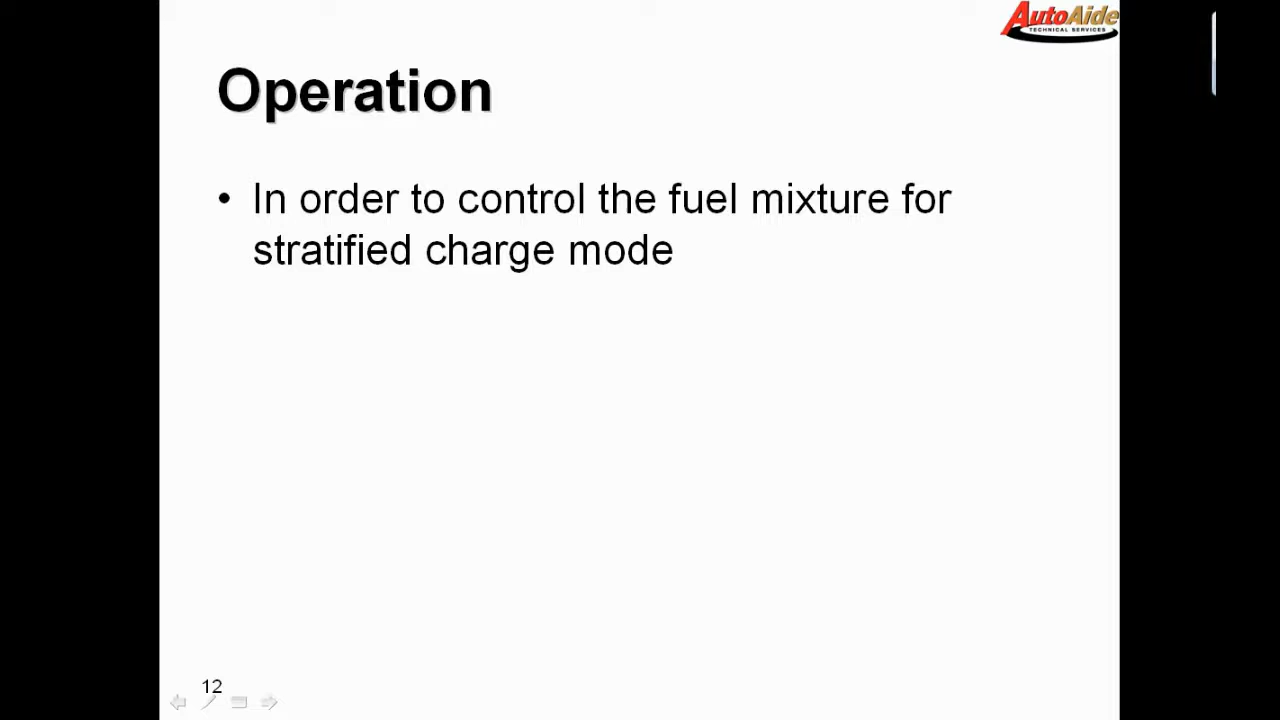 AutoAide
TECHNICAL SERVICES
Operation
• In order to control the fuel mixture for
stratified charge mode
12